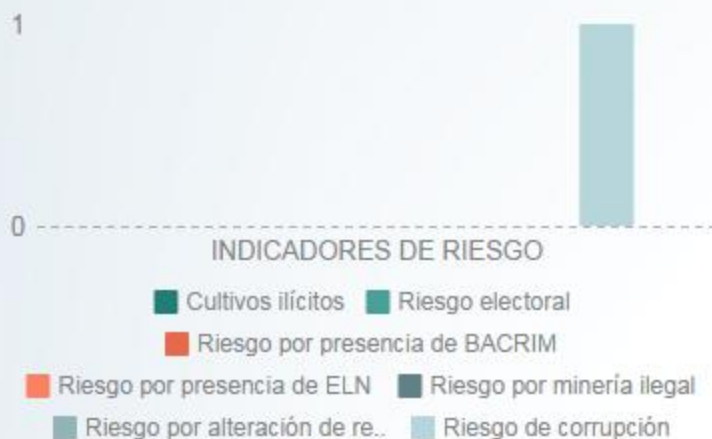 1
0
INDICADORES DE RIESGO
Cultivos ilícitos Riesgo electoral
Riesgo por presencia de BACRIM
Riesgo por presencia de ELN Riesgo por minería ilegal
Riesgo por alteración de re.. Riesgo de corrupción